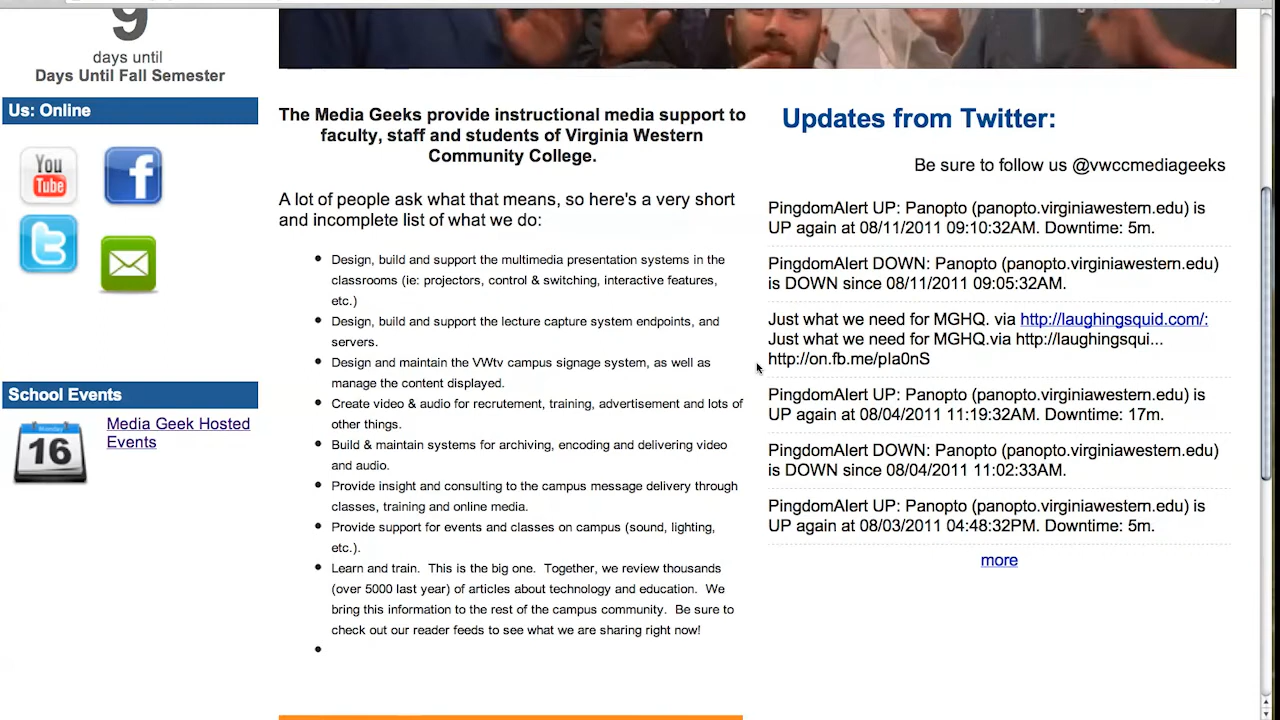 9
days until
Days Until Fall Semester
Us: Online
You
Tube
f
t
School Events
16
Media Geek Hosted
Events
The Media Geeks provide instructional media support to
faculty, staff and students of Virginia Western
Community College.
A lot of people ask what that means, so here's a very short
and incomplete list of what we do:
Design, build and support the multimedia presentation systems in the
classrooms (ie: projectors, control & switching, interactive features,
etc.)
Design, build and support the lecture capture system endpoints, and
servers.
Design and maintain the VWtv campus signage system, as well as
manage the content displayed.
Create video & audio for recrutement, training, advertisement and lots of
other things.
Build & maintain systems for archiving, encoding and delivering video
and audio.
Provide insight and consulting to the campus message delivery through
classes, training and online media.
Provide support for events and classes on campus (sound, lighting,
etc.).
Learn and train. This is the big one. Together, we review thousands
(over 5000 last year) of articles about technology and education. We
bring this information to the rest of the campus community. Be sure to
check out our reader feeds to see what we are sharing right now!
Updates from Twitter:
Be sure to follow us @vwccmediageeks
PingdomAlert UP: Panopto (panopto.virginiawestern.edu) is
UP again at 08/11/2011 09:10:32AM. Downtime: 5m.
PingdomAlert DOWN: Panopto (panopto.virginiawestern.edu)
is DOWN since 08/11/2011 09:05:32AM.
Just what we need for MGHQ. via http://laughingsquid.com/:
Just what we need for MGHQ.via http://laughingsqui...
http://on.fb.me/pIa0nS
PingdomAlert UP: Panopto (panopto.virginiawestern.edu) is
UP again at 08/04/2011 11:19:32AM. Downtime: 17m.
PingdomAlert DOWN: Panopto (panopto.virginiawestern.edu)
is DOWN since 08/04/2011 11:02:33AM.
PingdomAlert UP: Panopto (panopto.virginiawestern.edu) is
UP again at 08/03/2011 04:48:32PM. Downtime: 5m.
more